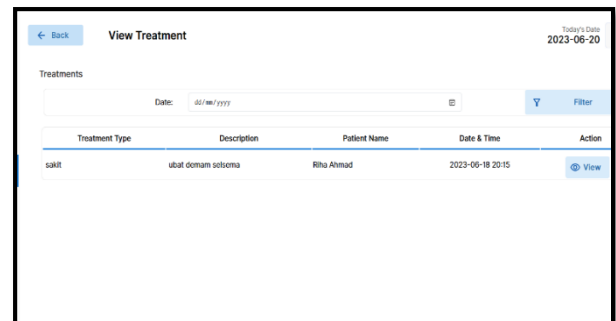 ← Back View Treatment Today's Date
2023-06-20
Treatments
Date: dd/mm/yyyy Filter
Treatment Type Description Patient Name Date & Time Action
sakit ubat demam selsema Riha Ahmad 2023-06-18 20:15 View